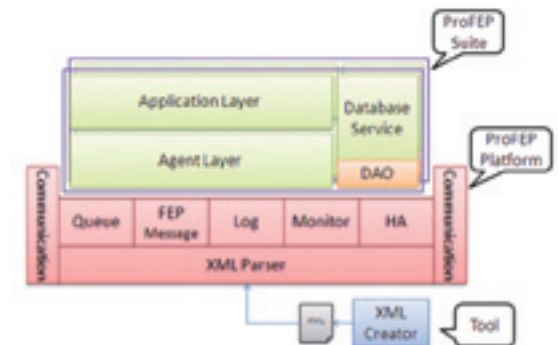 ProFEP
Suite
Application Layer
Database
Service
Agent Layer
DAO
ProFEP
Platform
Communication
Communication
Queue
FEP
Message
Log
Monitor
HA
XML Parser
XML
Creator
Tool